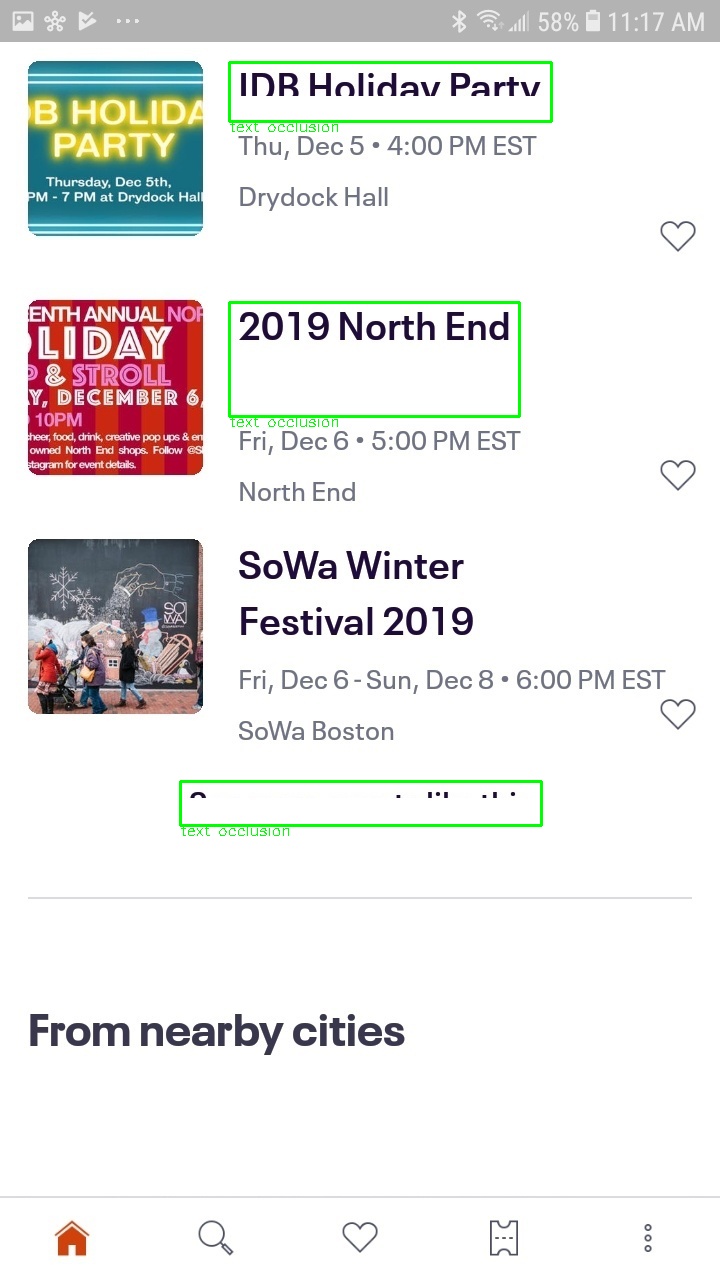 58% 11:17 AM
DB HOLIDA
PARTY
Thursday, Dec 5th,
PM - 7 PM at Drydock Hall
IDB Holiday Party
text occlusion
Thu, Dec 5 • 4:00 PM EST
Drydock Hall
EENTH ANNUAL NOR
LIDAY
P & STROLL
Y, DECEMBER 6,
10PM
cheer, food, drink, creative pop ups & en
owned North End shops. Follow @S
stagram for event details.
2019 North End
text occlusion
Fri, Dec 6 • 5:00 PM EST
North End
SO
WA
SoWa Winter
Festival 2019
Fri, Dec 6 - Sun, Dec 8 • 6:00 PM EST
SoWa Boston
text occlusion
From nearby cities